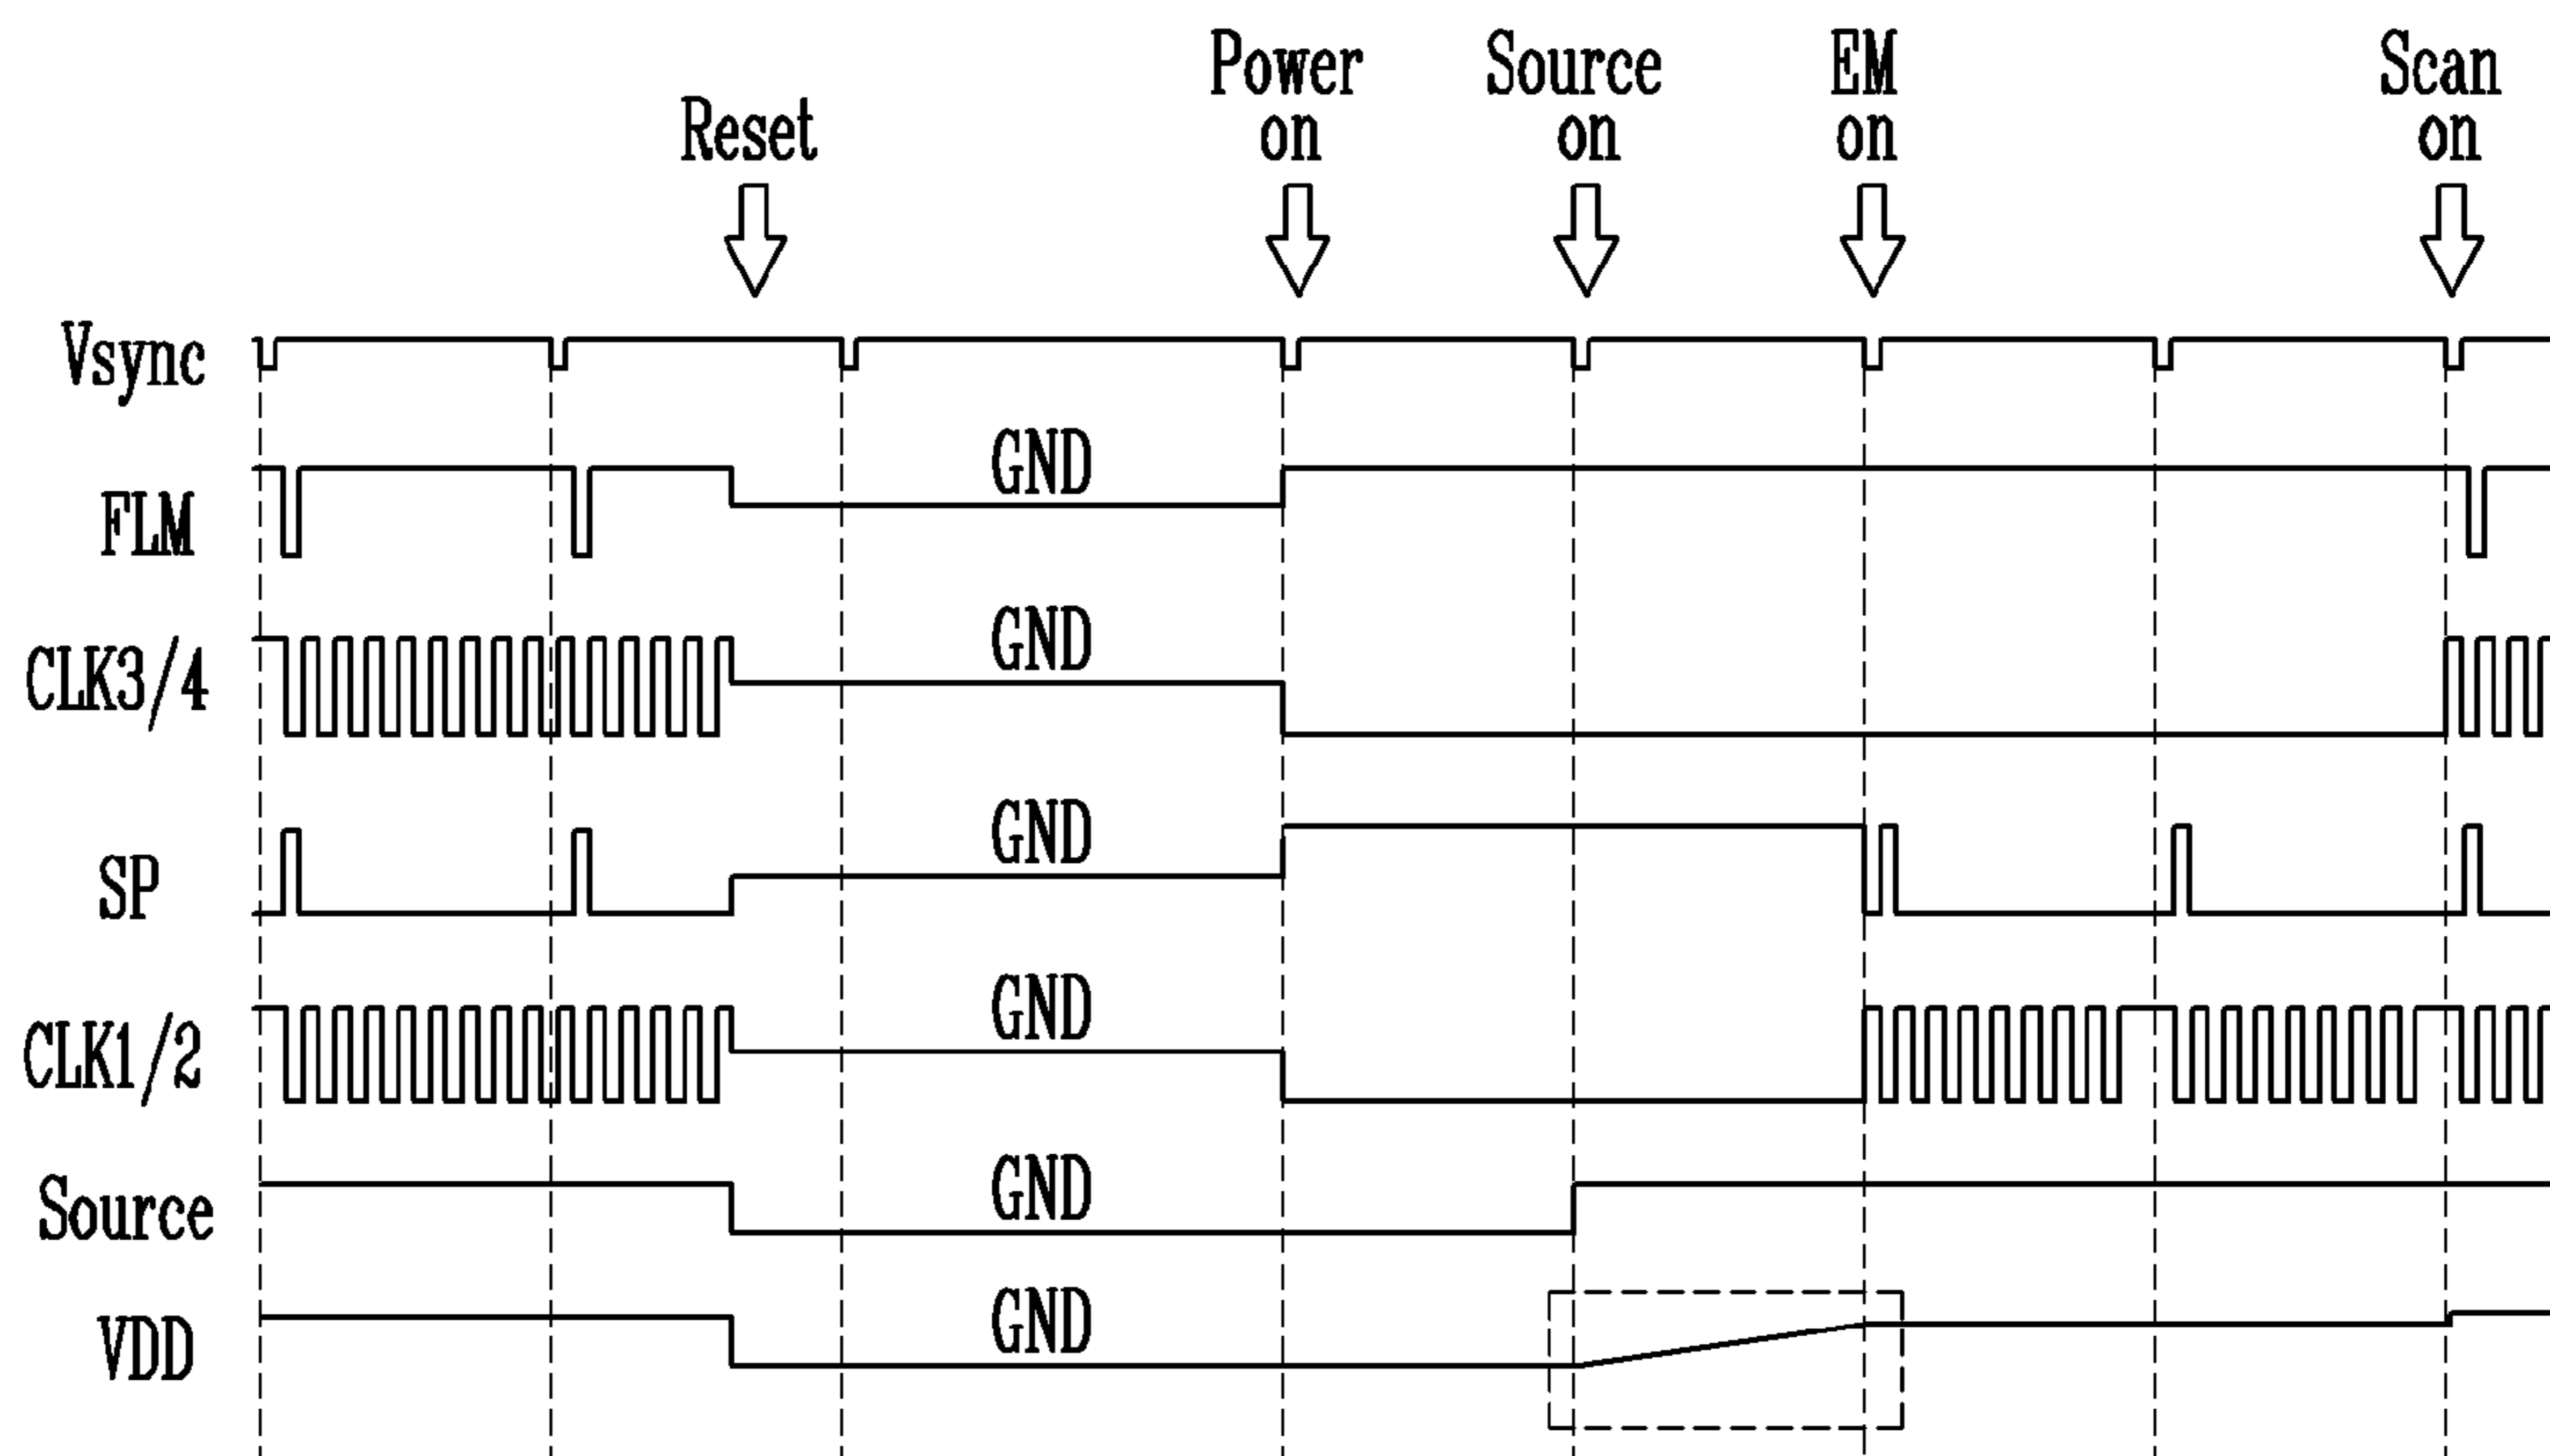 Reset
Power
on
Source
on
EM
on
Scan
on
Vsync
FLM
GND
CLK3/4
GND
SP
GND
CLK1/2
GND
Source
GND
VDD
GND